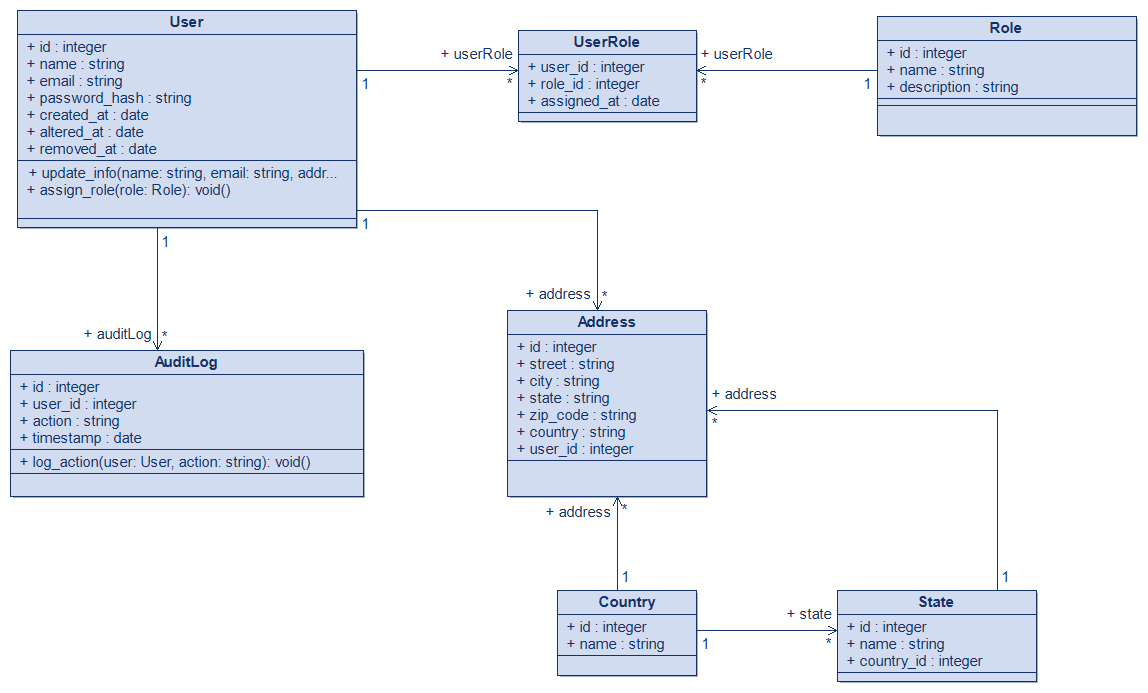 User
+ id : integer
+ name : string
+ email : string
+ password_hash : string
+ created_at : date
+ altered_at : date
+ removed_at : date
+ update_info(name: string, email: string, addr...
+ assign_role(role: Role): void()
+ userRole
1
*
UserRole
+ user_id : integer
+ role_id : integer
+ assigned_at : date
+ userRole
*
1
Role
+ id : integer
+ name : string
+ description : string
1
+ address
*
1
+ auditLog
*
AuditLog
+ id : integer
+ user_id : integer
+ action : string
+ timestamp : date
+ log_action(user: User, action: string): void()
Address
+ id : integer
+ street : string
+ city : string
+ state : string
+ zip_code : string
+ country : string
+ user_id : integer
+ address
*
+ address
*
1
1
Country
+ id : integer
+ name : string
+ state
1
*
State
+ id : integer
+ name : string
+ country_id : integer